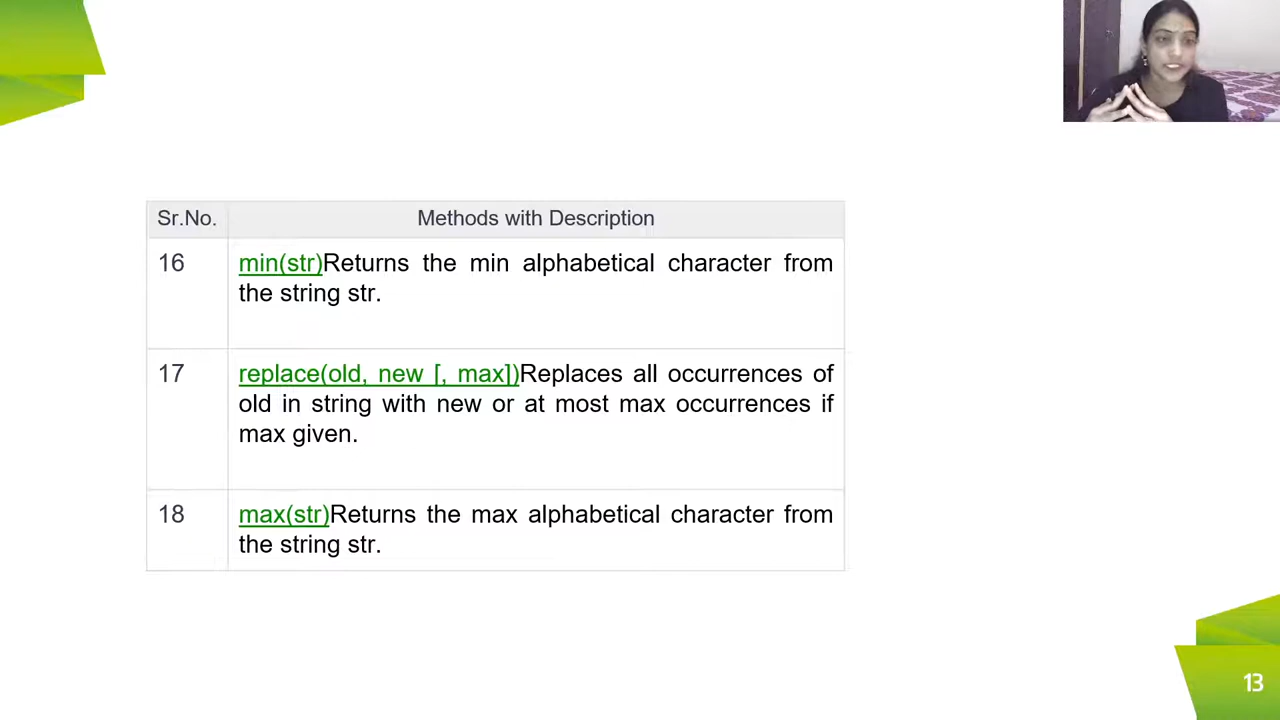 Sr.No. Methods with Description
16 min(str)Returns the min alphabetical character from
the string str.
17 replace(old, new [, max])Replaces all occurrences of
old in string with new or at most max occurrences if
max given.
18 max(str)Returns the max alphabetical character from
the string str.
13